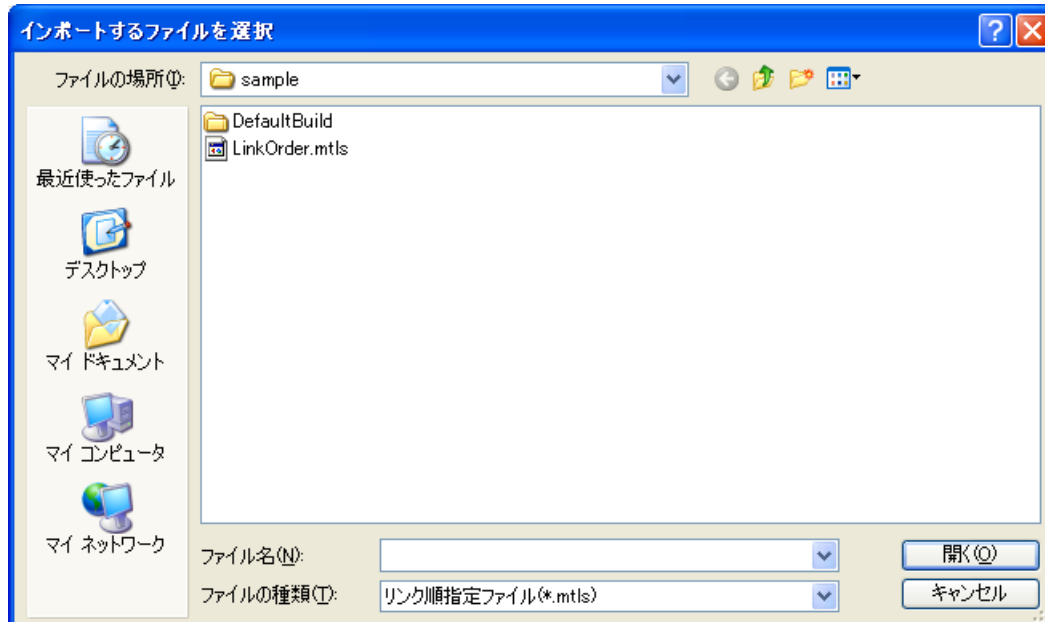 インポートするファイルを選択
ファイルの場所(I):
sample
DefaultBuild
LinkOrder.mtls
最近使ったファイル
デスクトップ
マイ ドキュメント
マイ コンピュータ
マイ ネットワーク
ファイル名(N):
開く(O)
ファイルの種類(T):
リンク順指定ファイル(*.mtls)
キャンセル